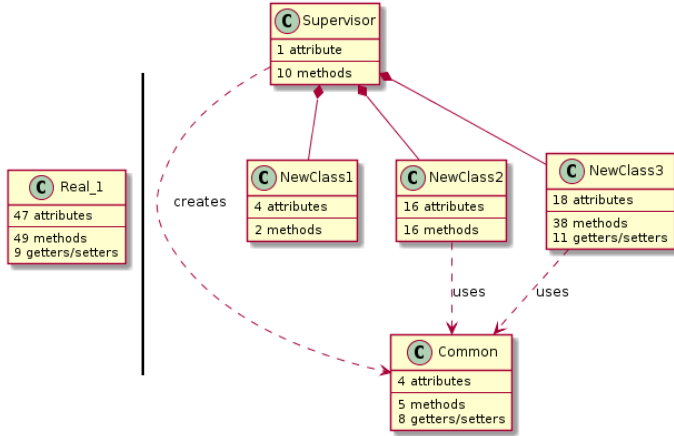 C Supervisor
1 attribute
10 methods
C Real_1
47 attributes
49 methods
9 getters/setters
creates
C NewClass1
4 attributes
2 methods
C NewClass2
16 attributes
16 methods
C NewClass3
18 attributes
38 methods
11 getters/setters
uses
uses
C Common
4 attributes
5 methods
8 getters/setters